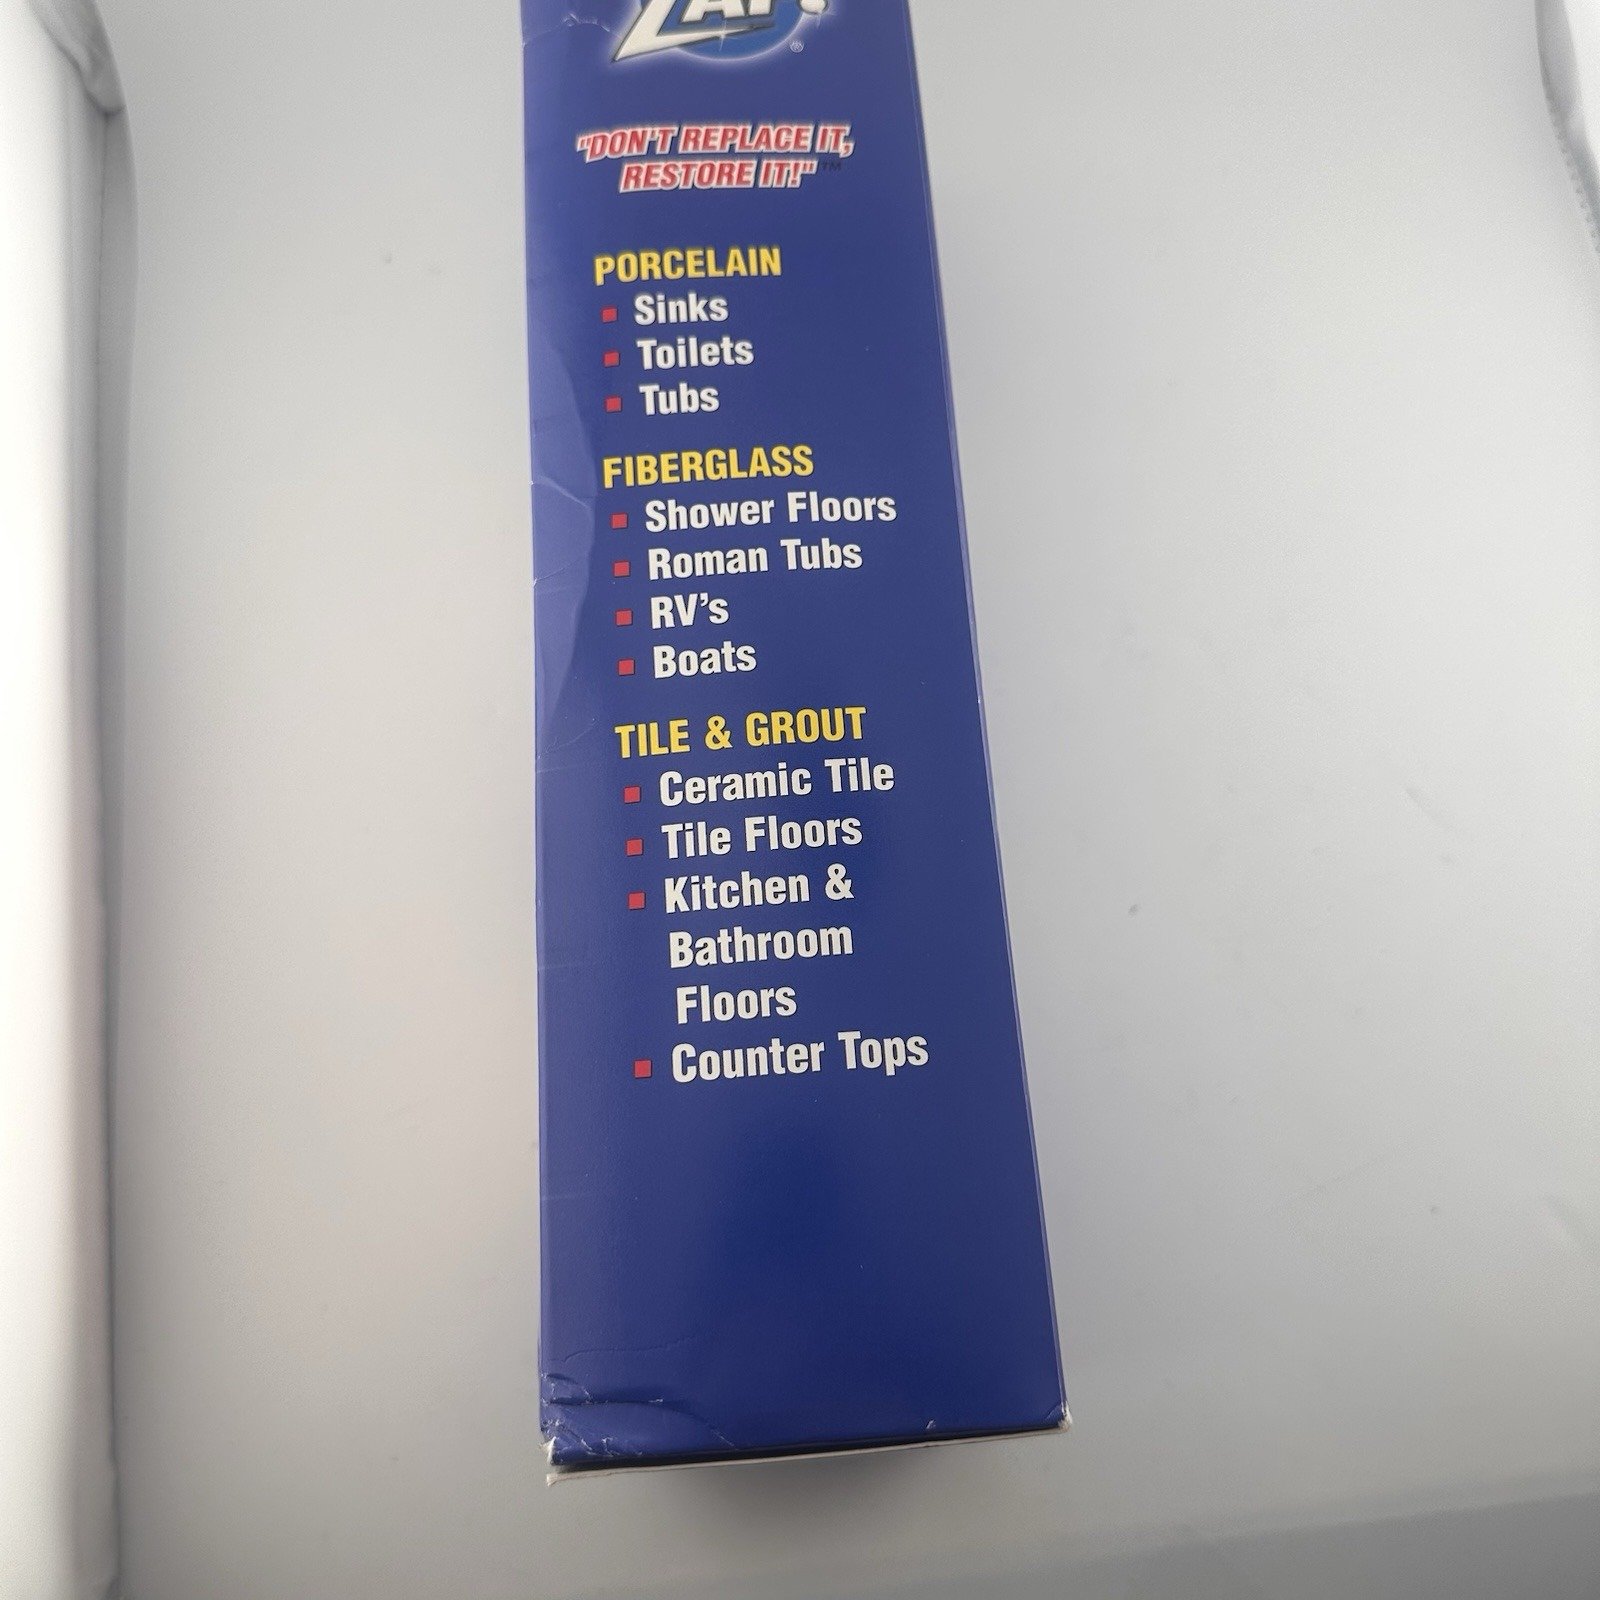 "DON'T REPLACE IT,
RESTORE IT!" ™
PORCELAIN
Sinks
Toilets
Tubs
FIBERGLASS
Shower Floors
Roman Tubs
RV's
Boats
TILE & GROUT
Ceramic Tile
Tile Floors
Kitchen &
Bathroom
Floors
Counter Tops